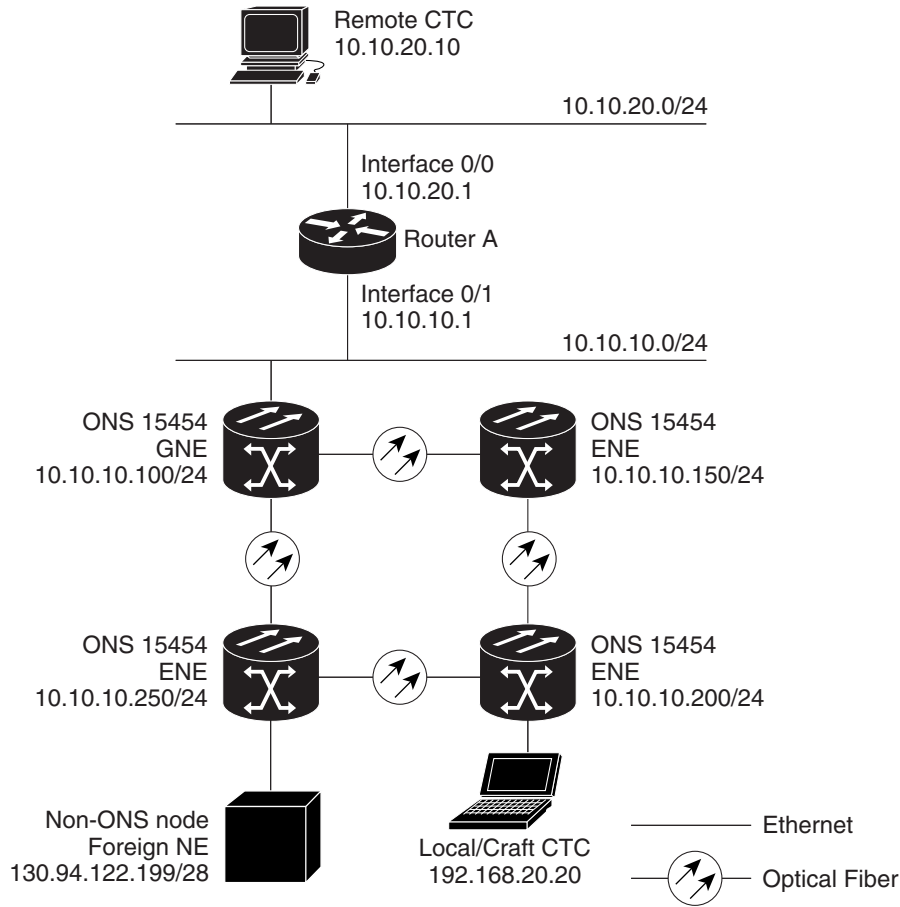 Remote CTC
10.10.20.10
10.10.20.0/24
Interface 0/0
10.10.20.1
Router A
Interface 0/1
10.10.10.1
10.10.10.0/24
ONS 15454
GNE
10.10.10.100/24
ONS 15454
ENE
10.10.10.150/24
ONS 15454
ENE
10.10.10.250/24
ONS 15454
ENE
10.10.10.200/24
Non-ONS node
Foreign NE
130.94.122.199/28
Local/Craft CTC
192.168.20.20
Ethernet
Optical Fiber